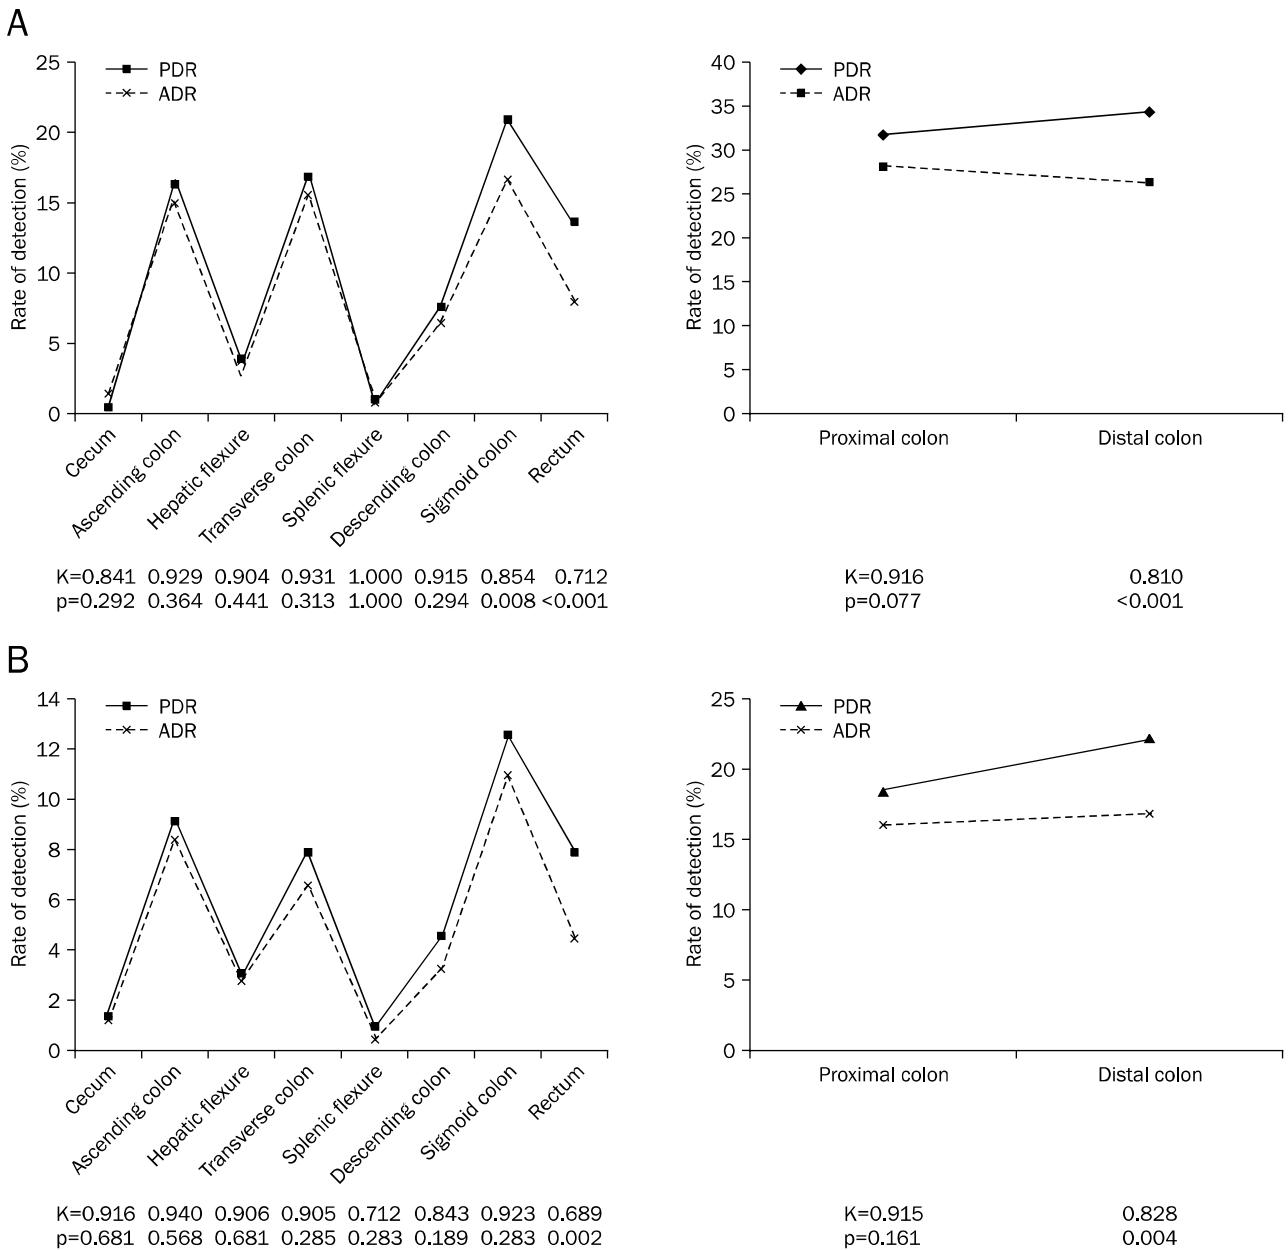 A
25
20
15
10
5
0
Rate of detection (%)
PDR
ADR
Cecum
Ascending colon
Hepatic flexure
Transverse colon
Splenic flexure
Descending colon
Sigmoid colon
Rectum
K=0.841 0.929 0.904 0.931 1.000 0.915 0.854 0.712
p=0.292 0.364 0.441 0.313 1.000 0.294 0.008 <0.001
40
35
30
25
20
15
10
5
0
Rate of detection (%)
PDR
ADR
Proximal colon
Distal colon
K=0.916 0.810
p=0.077 <0.001
B
14
12
10
8
6
4
2
0
Rate of detection (%)
PDR
ADR
Cecum
Ascending colon
Hepatic flexure
Transverse colon
Splenic flexure
Descending colon
Sigmoid colon
Rectum
K=0.916 0.940 0.906 0.905 0.712 0.843 0.923 0.689
p=0.681 0.568 0.681 0.285 0.283 0.189 0.283 0.002
25
20
15
10
5
0
Rate of detection (%)
PDR
ADR
Proximal colon
Distal colon
K=0.915 0.828
p=0.161 0.004